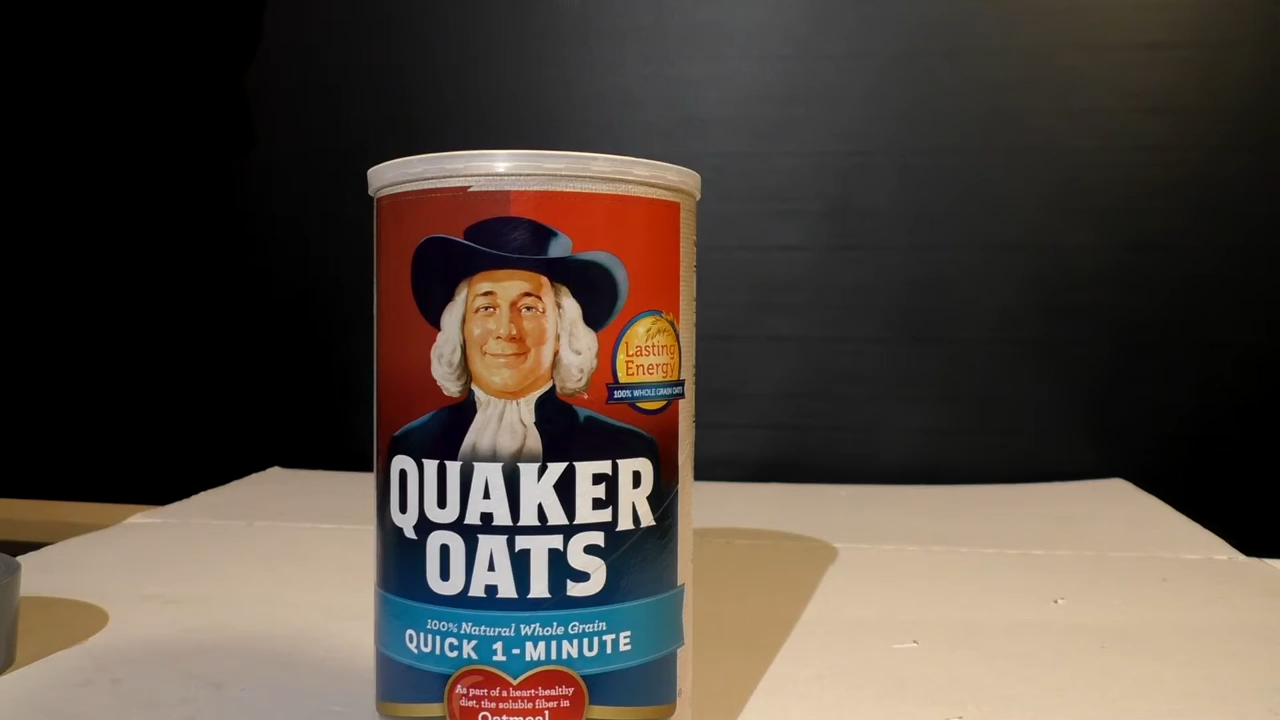 Lasting
Energy
100% WHOLE GRAIN OATS
QUAKER
OATS
100% Natural Whole Grain
QUICK 1-MINUTE
As part of a heart-healthy
diet, the soluble fiber in
Oatmeal